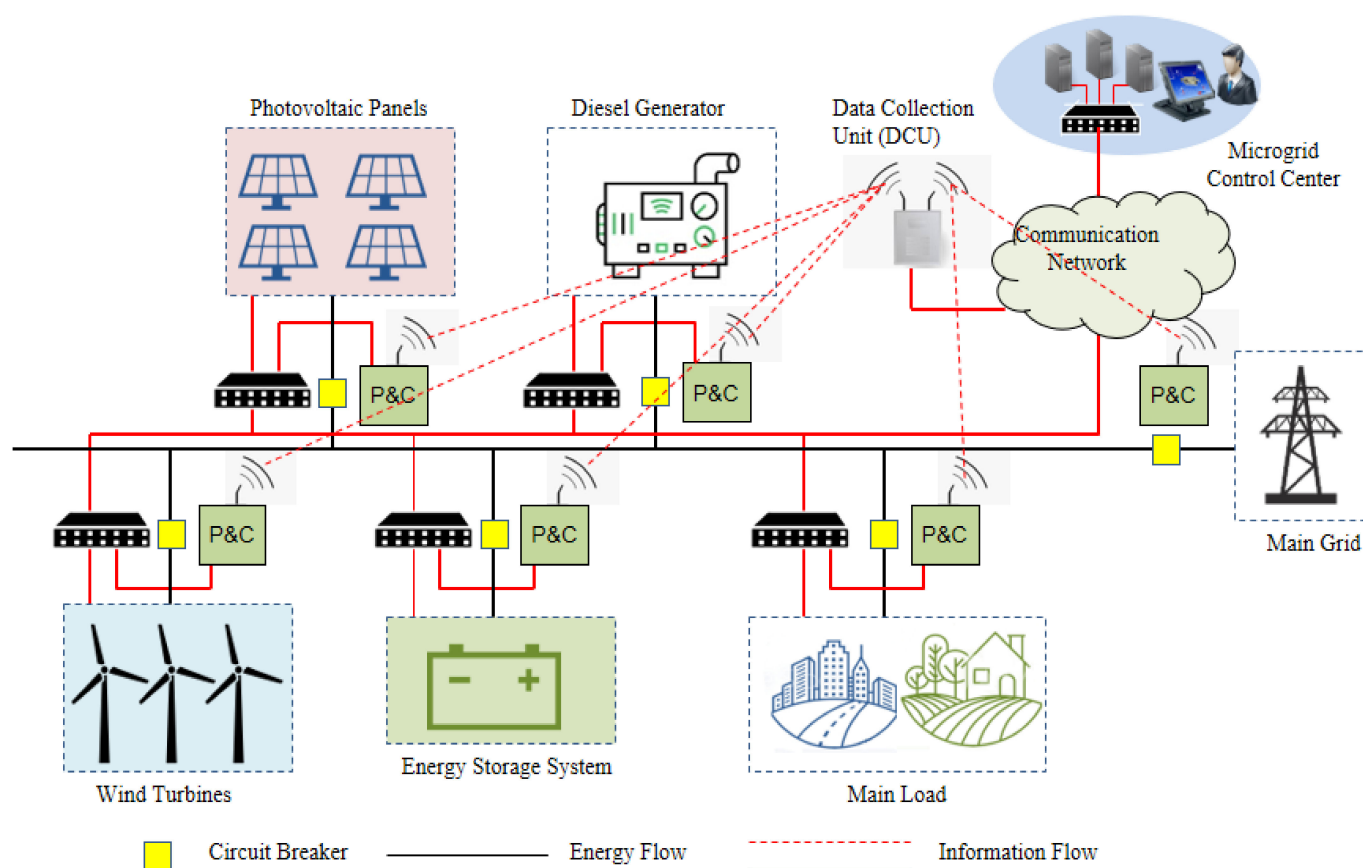 Photovoltaic Panels
Diesel Generator
Data Collection
Unit (DCU)
Microgrid
Control Center
Communication
Network
P&C
P&C
P&C
P&C
P&C
P&C
Main Grid
Wind Turbines
Energy Storage System
Main Load
Circuit Breaker
Energy Flow
Information Flow